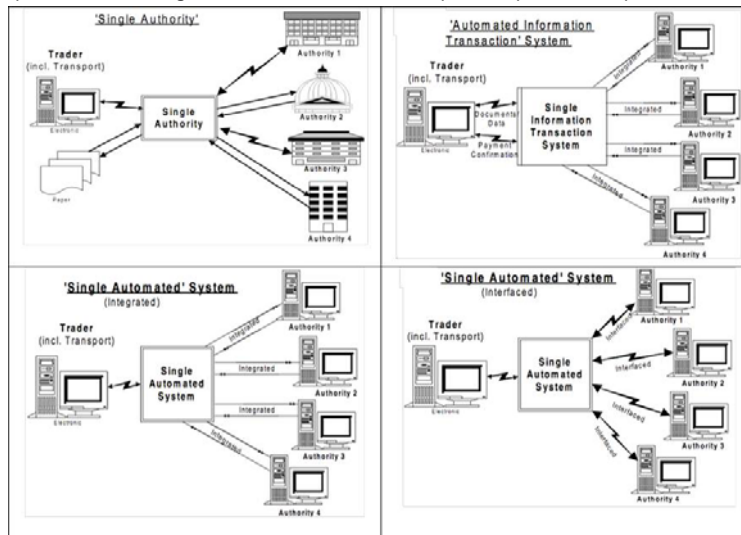 'Single Authority'
Trader
(incl. Transport)
Electronic
Paper
Single
Authority
Authority 1
Authority 2
Authority 3
Authority 4
'Automated Information
Transaction' System
Trader
(incl. Transport)
Electronic
Documents/
Data
Payment
Confirmation
Single
Information
Transaction
System
Integrated
Integrated
Integrated
Integrated
Authority 1
Authority 2
Authority 3
Authority 4
'Single Automated' System
(Integrated)
Trader
(incl. Transport)
Electronic
Single
Automated
System
Integrated
Integrated
Integrated
Integrated
Authority 1
Authority 2
Authority 3
Authority 4
'Single Automated' System
(Interfaced)
Trader
(incl. Transport)
Electronic
Single
Automated
System
Interfaced
Interfaced
Interfaced
Interfaced
Authority 1
Authority 2
Authority 3
Authority 4